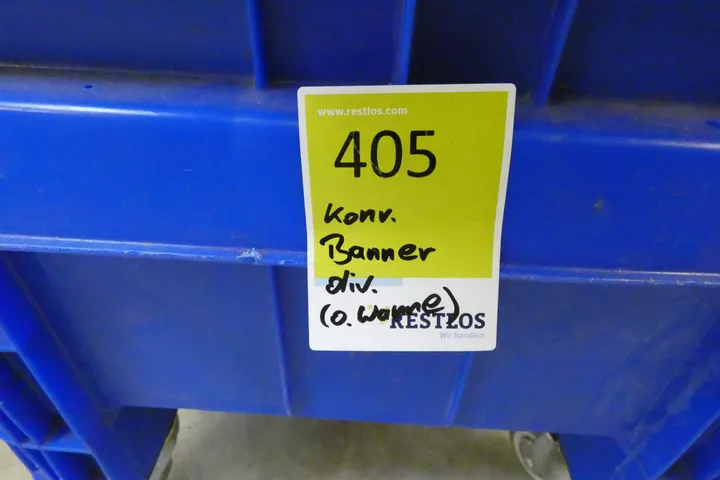 www.restlos.com
405
Konv.
Banner
div.
(o. Wanne)
RESTLOS
Wir handeln.